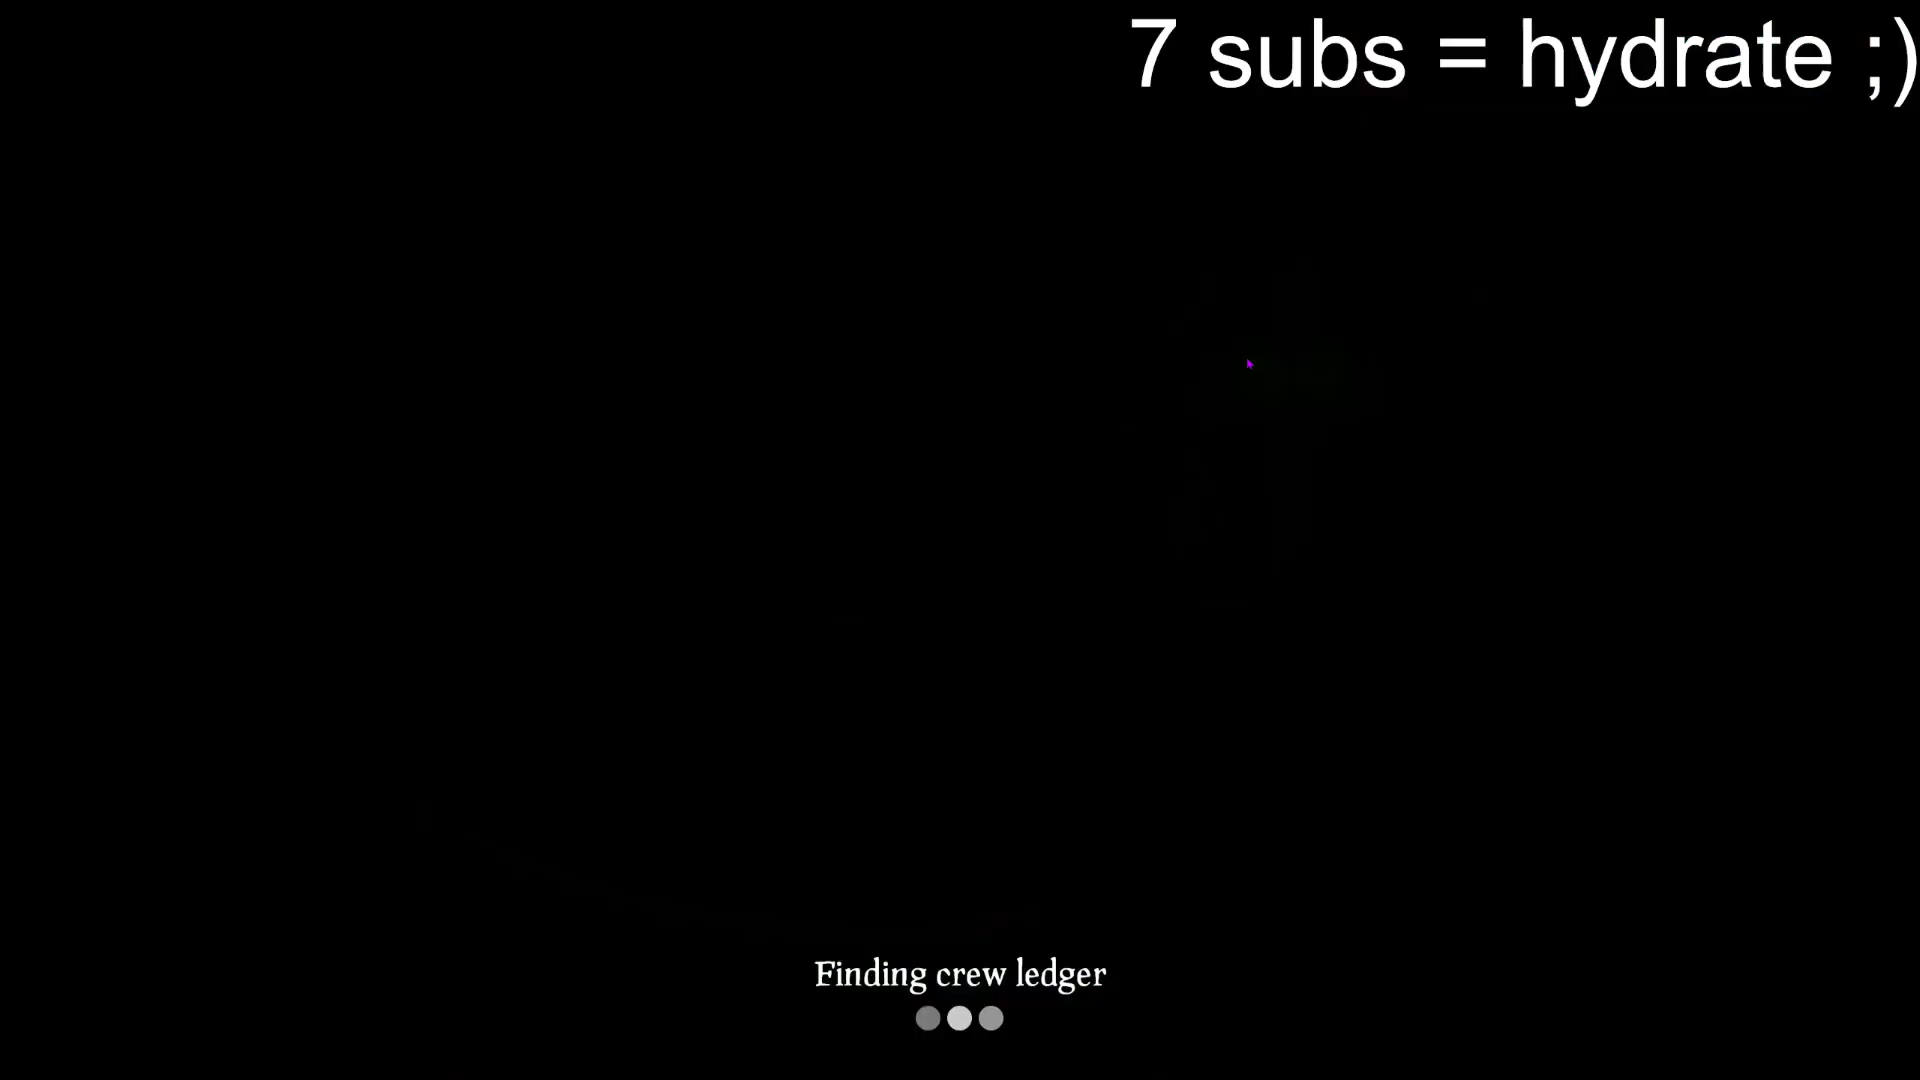 7 subs = hydrate ;)
Finding crew ledger